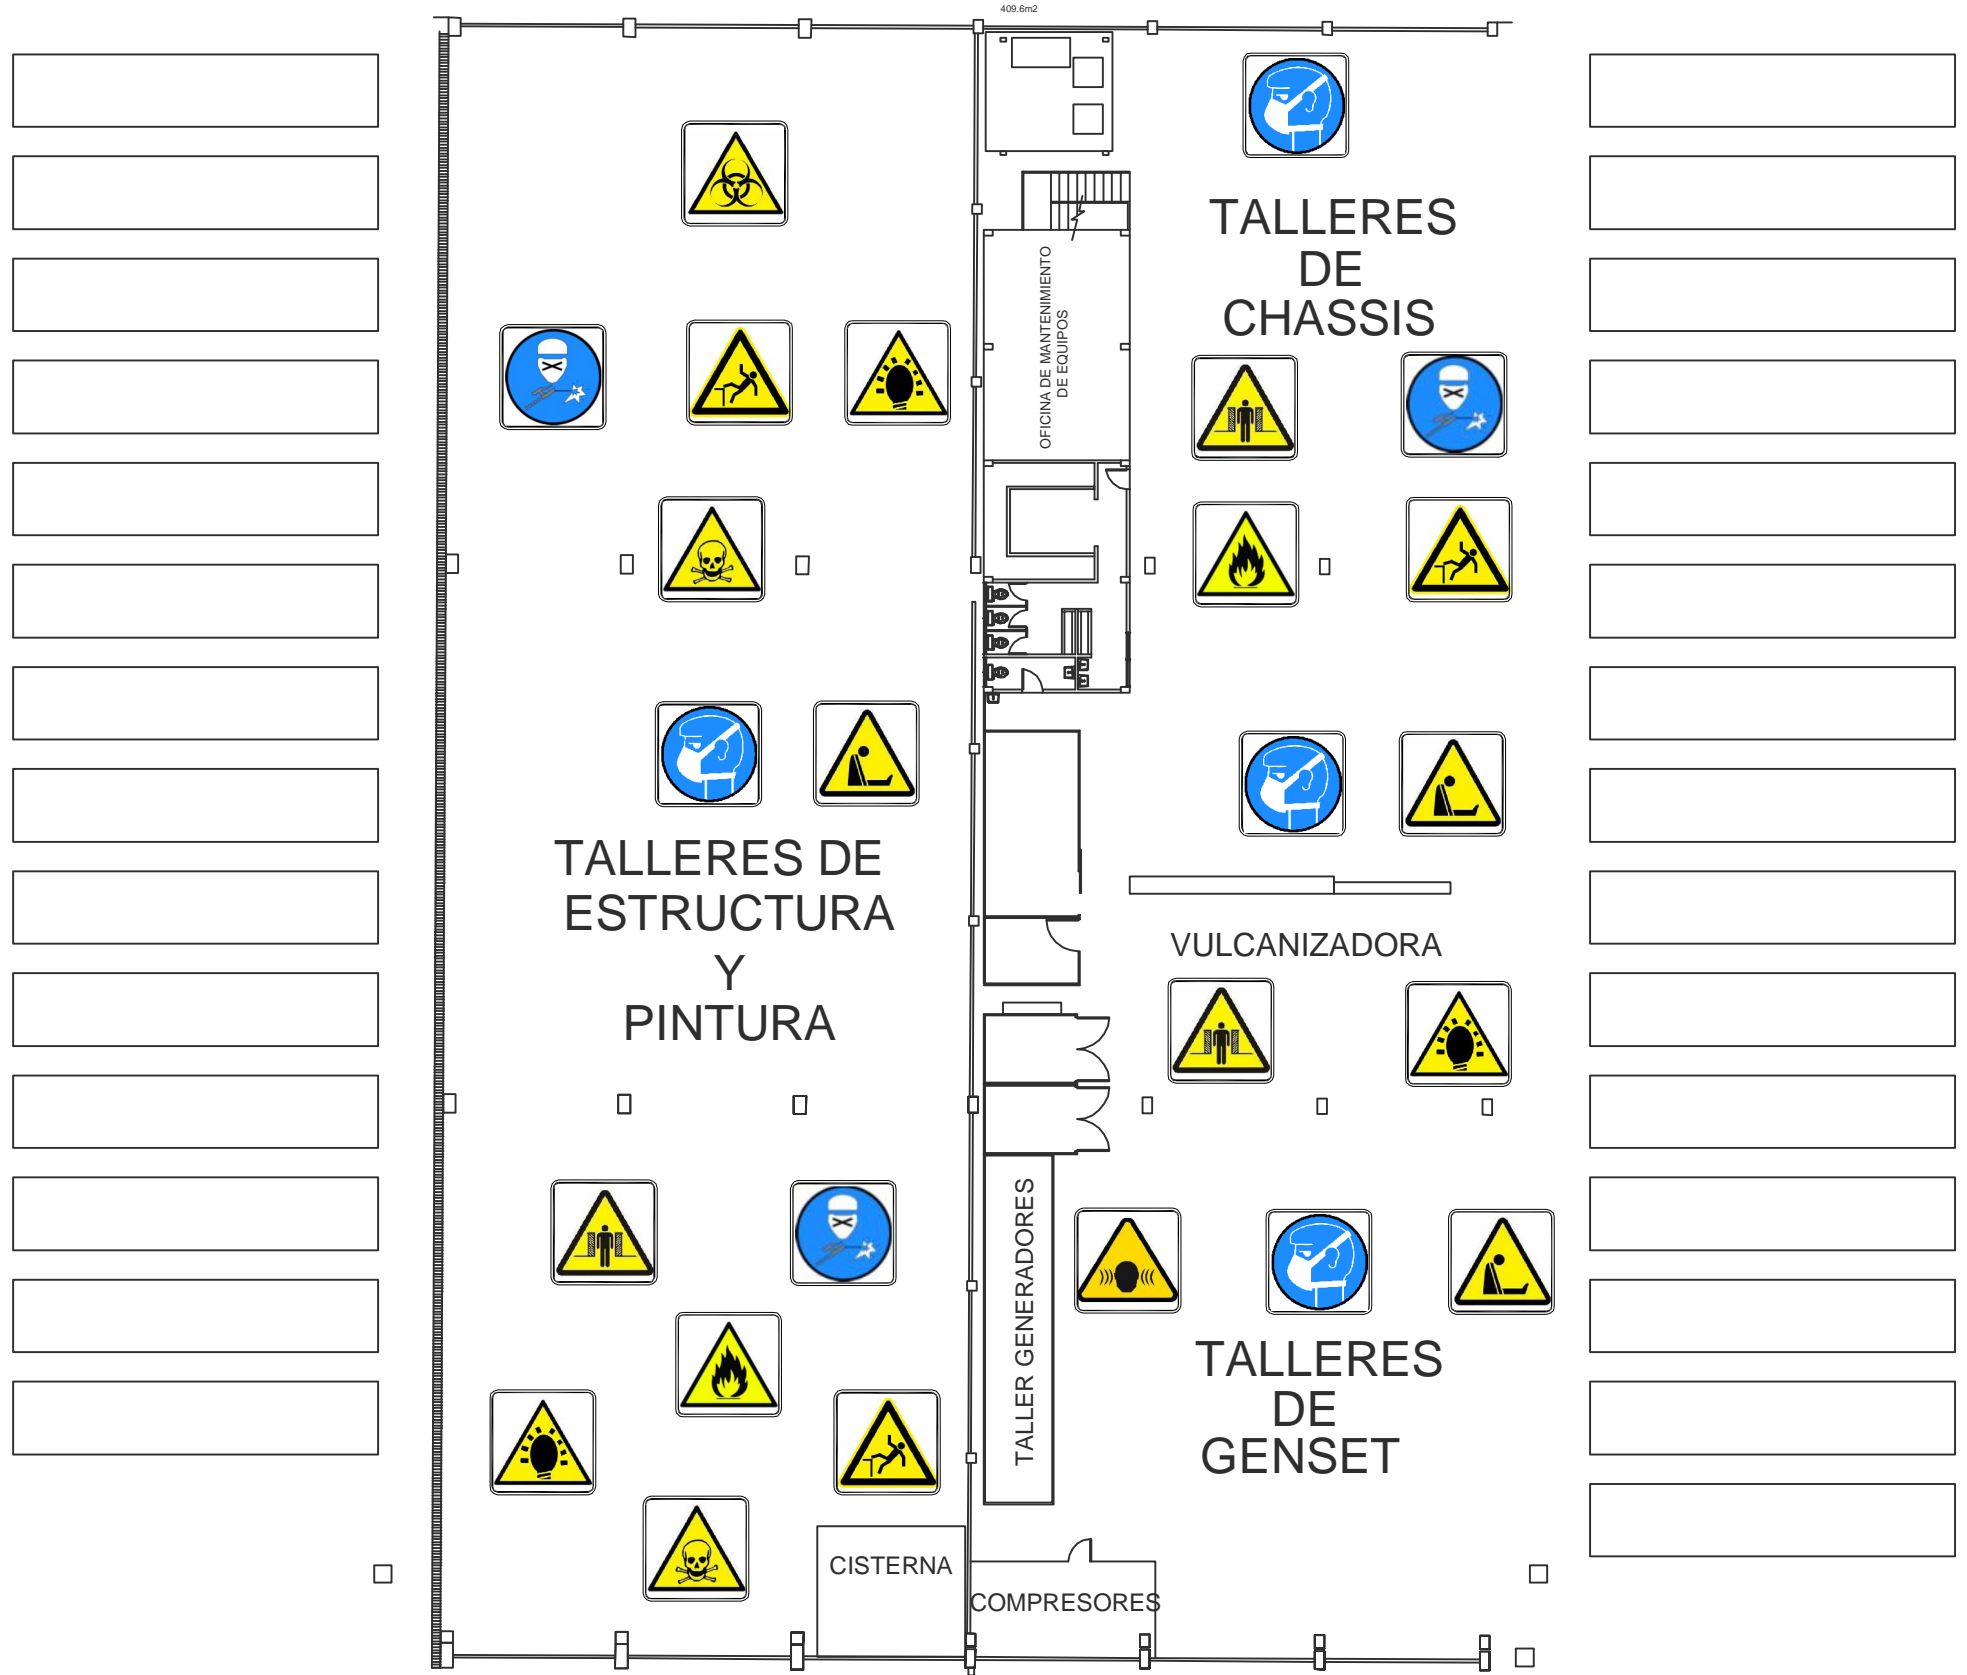 409.6m2
TALLERES
DE
CHASSIS
OFICINA DE MANTENIMIENTO
DE EQUIPOS
TALLERES DE
ESTRUCTURA
Y
PINTURA
VULCANIZADORA
TALLER GENERADORES
TALLERES
DE
GENSET
CISTERNA
COMPRESORES